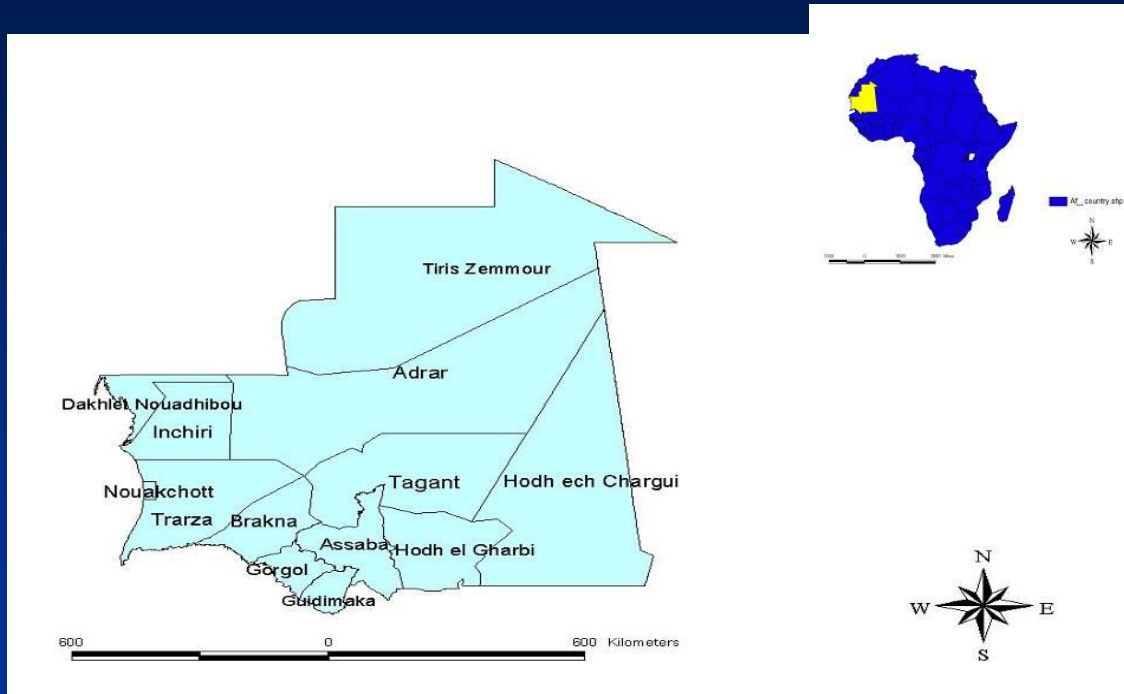 Af_country.shp
N
W E
S
Tiris Zemmour
Adrar
Dakhlet Nouadhibou
Inchiri
Nouakchott
Tagant
Hodh ech Chargui
Trarza
Brakna
Assaba
Hodh el Gharbi
Gorgol
Guidimaka
N
W E
S
600 0 600 Kilometers